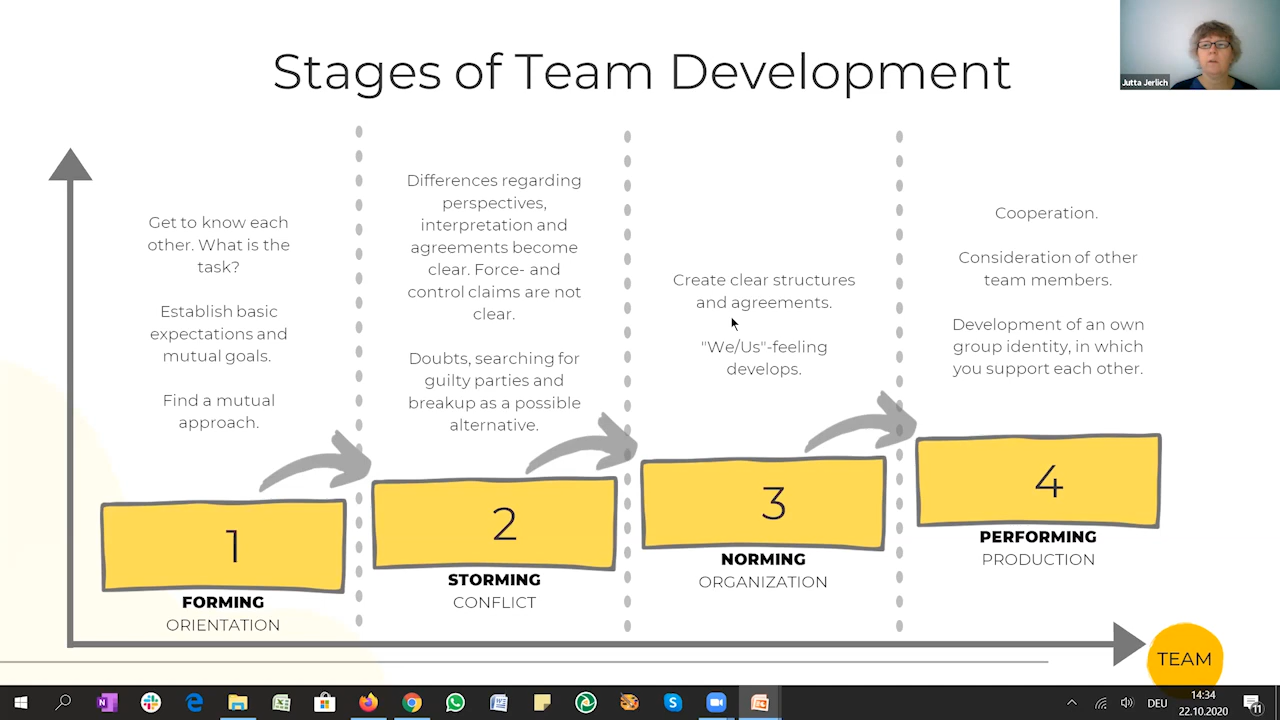 Stages of Team Development
Jutta Jerlich
Get to know each
other. What is the
task?
Establish basic
expectations and
mutual goals.
Find a mutual
approach.
1
FORMING
ORIENTATION
Differences regarding
perspectives,
interpretation and
agreements become
clear. Force- and
control claims are not
clear.
Doubts, searching for
guilty parties and
breakup as a possible
alternative.
2
STORMING
CONFLICT
Create clear structures
and agreements.
"We/Us"-feeling
develops.
3
NORMING
ORGANIZATION
Cooperation.
Consideration of other
team members.
Development of an own
group identity, in which
you support each other.
4
PERFORMING
PRODUCTION
TEAM
DEU
14:34
22.10.2020
11